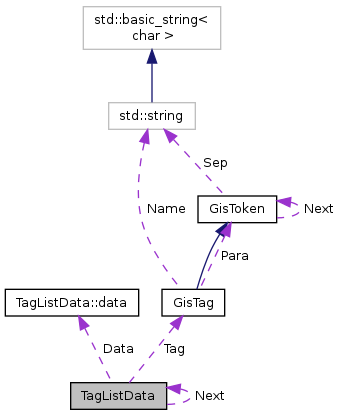 std::basic_string<
char >
std::string
Sep
Name
GisToken
Next
Para
TagListData::data
GisTag
Data
Tag
TagListData
Next